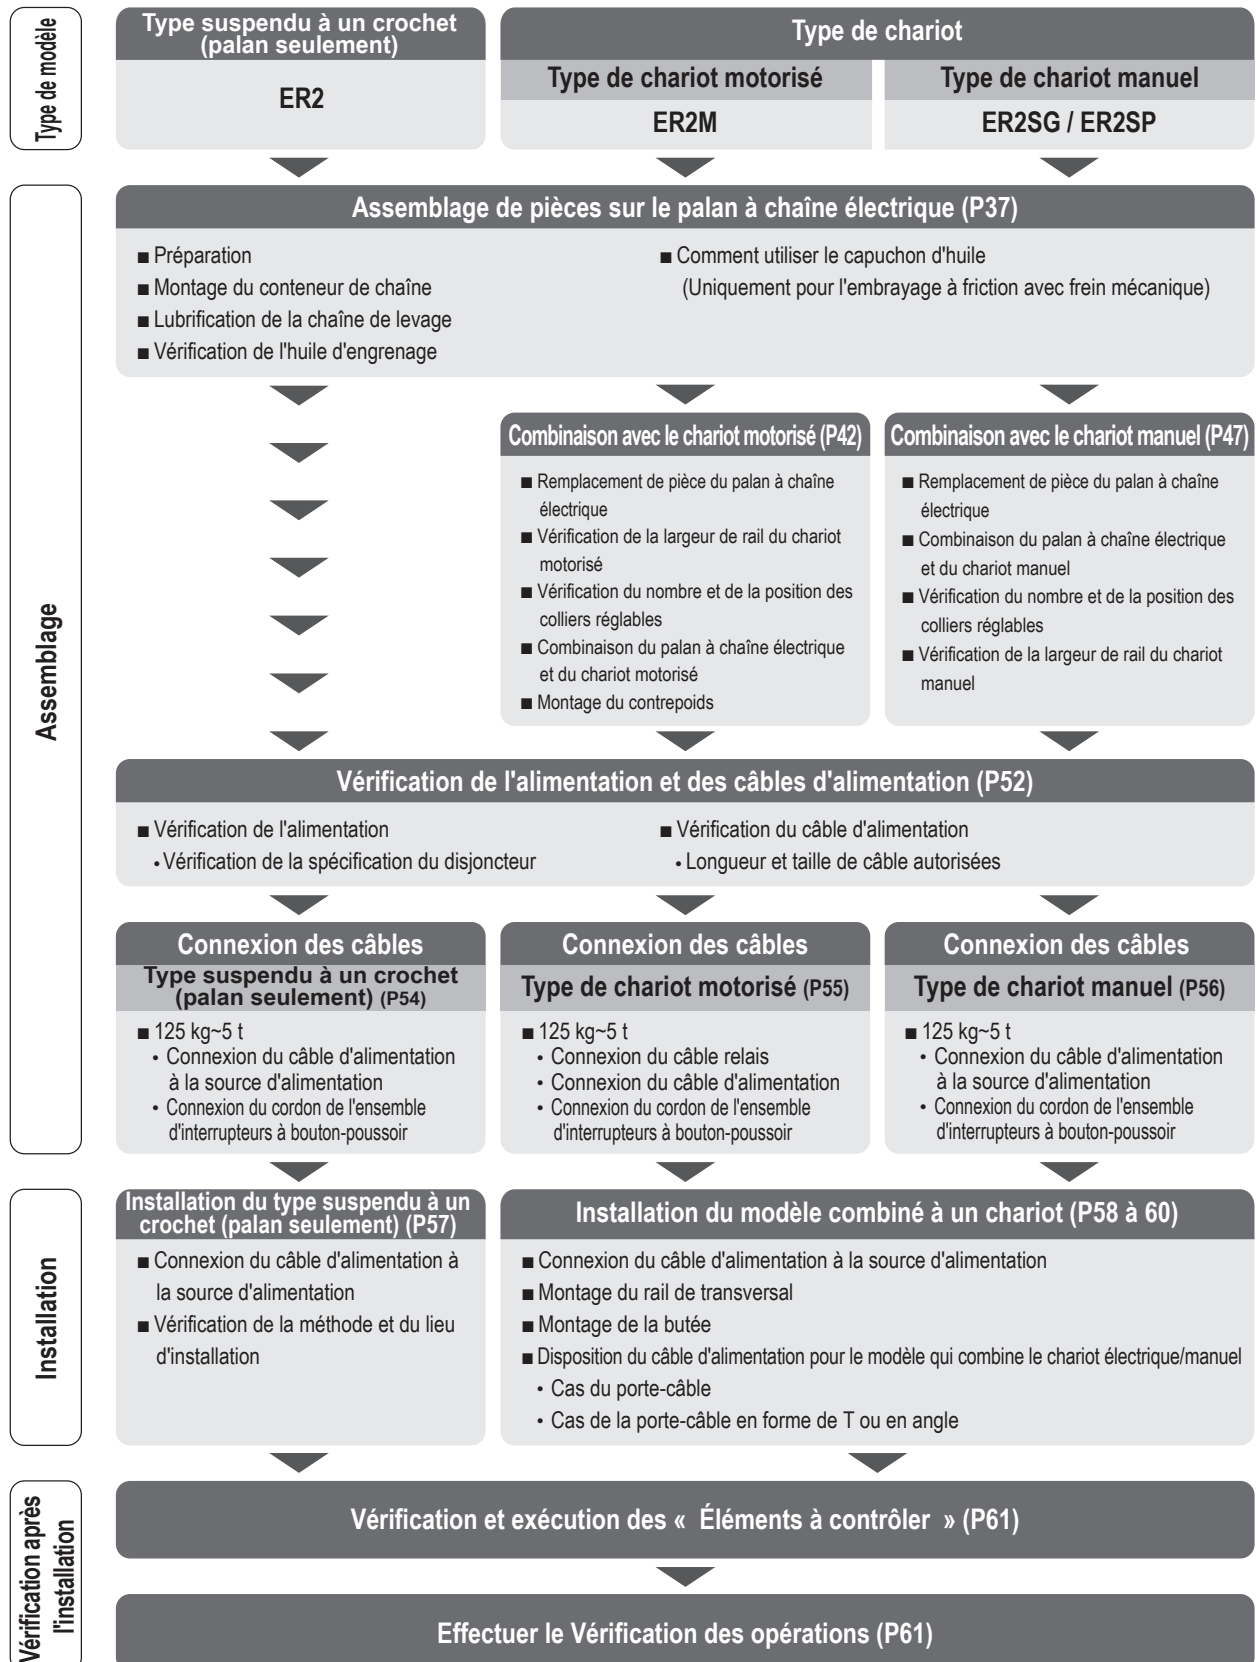 Type de modèle
Type suspendu à un crochet
(palan seulement)
ER2
Type de chariot
Type de chariot motorisé
ER2M
Type de chariot manuel
ER2SG / ER2SP
Assemblage
Assemblage de pièces sur le palan à chaîne électrique (P37)
■ Préparation
■ Montage du conteneur de chaîne
■ Lubrification de la chaîne de levage
■ Vérification de l'huile d'engrenage
■ Comment utiliser le capuchon d'huile
(Uniquement pour l'embrayage à friction avec frein mécanique)
Combinaison avec le chariot motorisé (P42)
■ Remplacement de pièce du palan à chaîne
électrique
■ Vérification de la largeur de rail du chariot
motorisé
■ Vérification du nombre et de la position des
colliers réglables
■ Combinaison du palan à chaîne électrique
et du chariot motorisé
■ Montage du contrepoids
Combinaison avec le chariot manuel (P47)
■ Remplacement de pièce du palan à chaîne
électrique
■ Combinaison du palan à chaîne électrique
et du chariot manuel
■ Vérification du nombre et de la position des
colliers réglables
■ Vérification de la largeur de rail du chariot
manuel
Vérification de l'alimentation et des câbles d'alimentation (P52)
■ Vérification de l'alimentation
• Vérification de la spécification du disjoncteur
■ Vérification du câble d'alimentation
• Longueur et taille de câble autorisées
Connexion des câbles
Type suspendu à un crochet
(palan seulement) (P54)
■ 125 kg~5 t
• Connexion du câble d'alimentation
à la source d'alimentation
• Connexion du cordon de l'ensemble
d'interrupteurs à bouton-poussoir
Connexion des câbles
Type de chariot motorisé (P55)
■ 125 kg~5 t
• Connexion du câble relais
• Connexion du câble d'alimentation
• Connexion du cordon de l'ensemble
d'interrupteurs à bouton-poussoir
Connexion des câbles
Type de chariot manuel (P56)
■ 125 kg~5 t
• Connexion du câble d'alimentation
à la source d'alimentation
• Connexion du cordon de l'ensemble
d'interrupteurs à bouton-poussoir
Installation
Installation du type suspendu à un
crochet (palan seulement) (P57)
■ Connexion du câble d'alimentation à
la source d'alimentation
■ Vérification de la méthode et du lieu
d'installation
Installation du modèle combiné à un chariot (P58 à 60)
■ Connexion du câble d'alimentation à la source d'alimentation
■ Montage du rail de transversal
■ Montage de la butée
■ Disposition du câble d'alimentation pour le modèle qui combine le chariot électrique/manuel
• Cas du porte-câble
• Cas de la porte-câble en forme de T ou en angle
Vérification après
l'installation
Vérification et exécution des « Éléments à contrôler » (P61)
Effectuer le Vérification des opérations (P61)